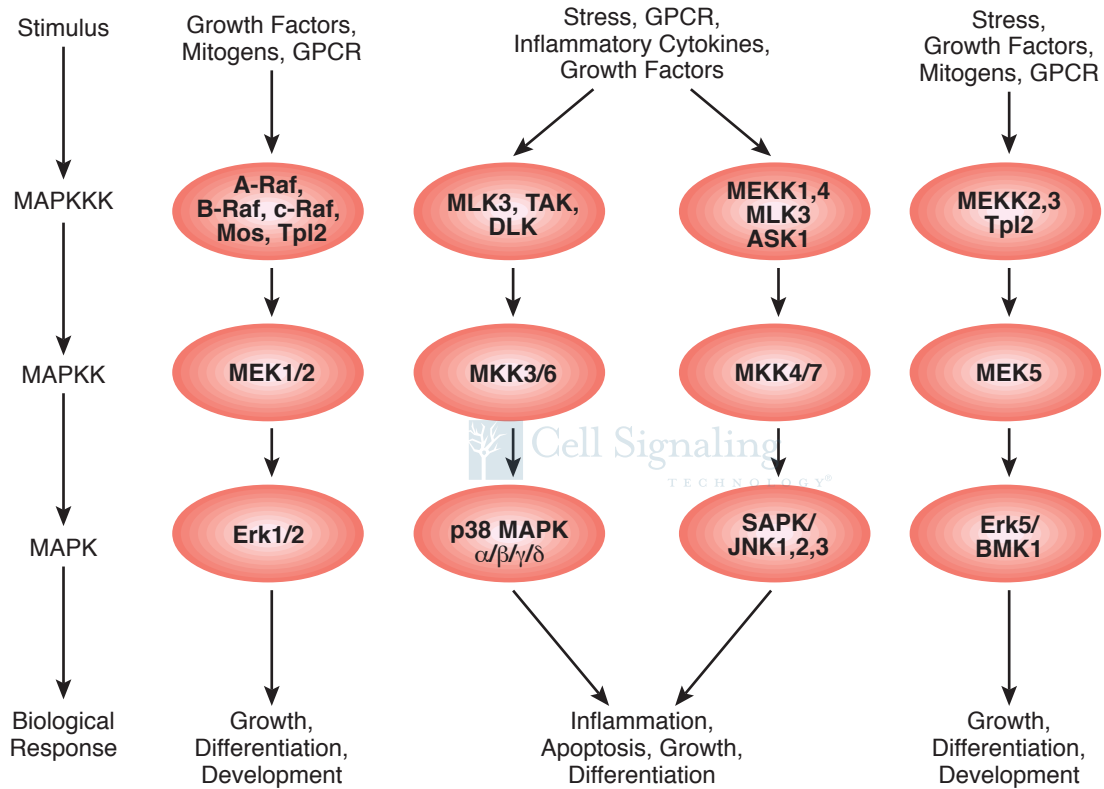 Stimulus
Growth Factors,
Mitogens, GPCR
Stress, GPCR,
Inflammatory Cytokines,
Growth Factors
Stress,
Growth Factors,
Mitogens, GPCR
MAPKKK
A-Raf,
B-Raf, c-Raf,
Mos, Tpl2
MLK3, TAK,
DLK
MEKK1,4
MLK3
ASK1
MEKK2,3
Tpl2
MAPKK
MEK1/2
MKK3/6
MKK4/7
MEK5
Cell Signaling
TECHNOLOGY®
MAPK
Erk1/2
p38 MAPK
α/β/γ/δ
SAPK/
JNK1,2,3
Erk5/
BMK1
Biological
Response
Growth,
Differentiation,
Development
Inflammation,
Apoptosis, Growth,
Differentiation
Growth,
Differentiation,
Development